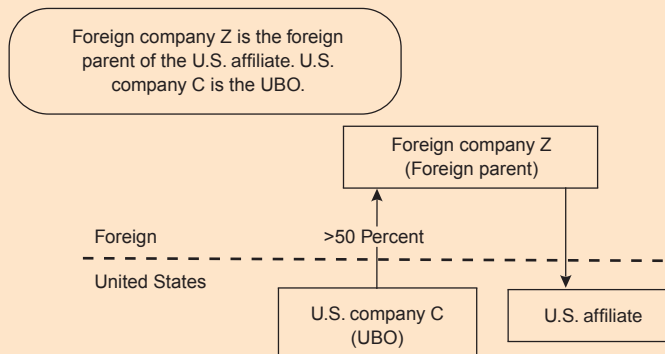 Foreign company Z is the foreign
parent of the U.S. affiliate. U.S.
company C is the UBO.
Foreign company Z
(Foreign parent)
Foreign
>50 Percent
United States
U.S. company C
(UBO)
U.S. affiliate